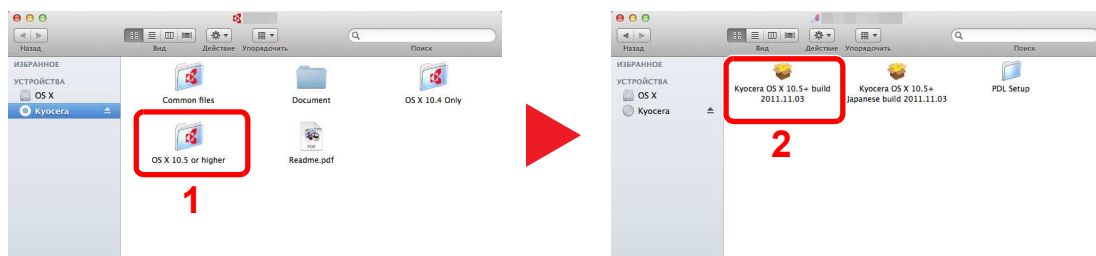 Назад
Вид
Действие
Упорядочить
Поиск
ИЗБРАННОЕ
УСТРОЙСТВА
OS X
Kyocera
Common files
Document
OS X 10.4 Only
OS X 10.5 or higher
PDF
Readme.pdf
1
Назад
Вид
Действие
Упорядочить
Поиск
ИЗБРАННОЕ
УСТРОЙСТВА
OS X
Kyocera
Kyocera OS X 10.5+ build
2011.11.03
Kyocera OS X 10.5+
Japanese build 2011.11.03
PDL Setup
2